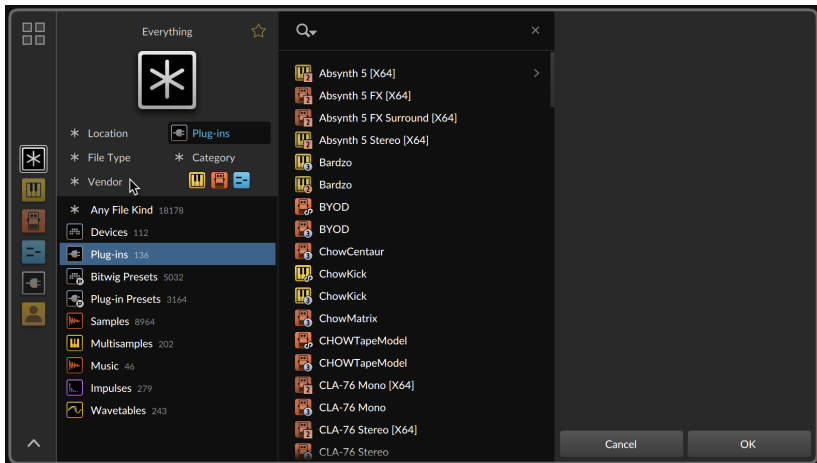 Everything
Location
Plug-ins
File Type
Category
Vendor
Any File Kind 18178
Devices 112
Plug-ins 136
Bitwig Presets 5032
Plug-in Presets 3164
Samples 8964
Multisamples 202
Music 46
Impulses 279
Wavetables 243
Absynth 5 [X64]
Absynth 5 FX [X64]
Absynth 5 FX Surround [X64]
Absynth 5 Stereo [X64]
Bardzo
Bardzo
BYOD
BYOD
ChowCentaur
ChowKick
ChowKick
ChowMatrix
CHOWTapeModel
CHOWTapeModel
CLA-76 Mono [X64]
CLA-76 Mono
CLA-76 Stereo [X64]
CLA-76 Stereo
Cancel
OK